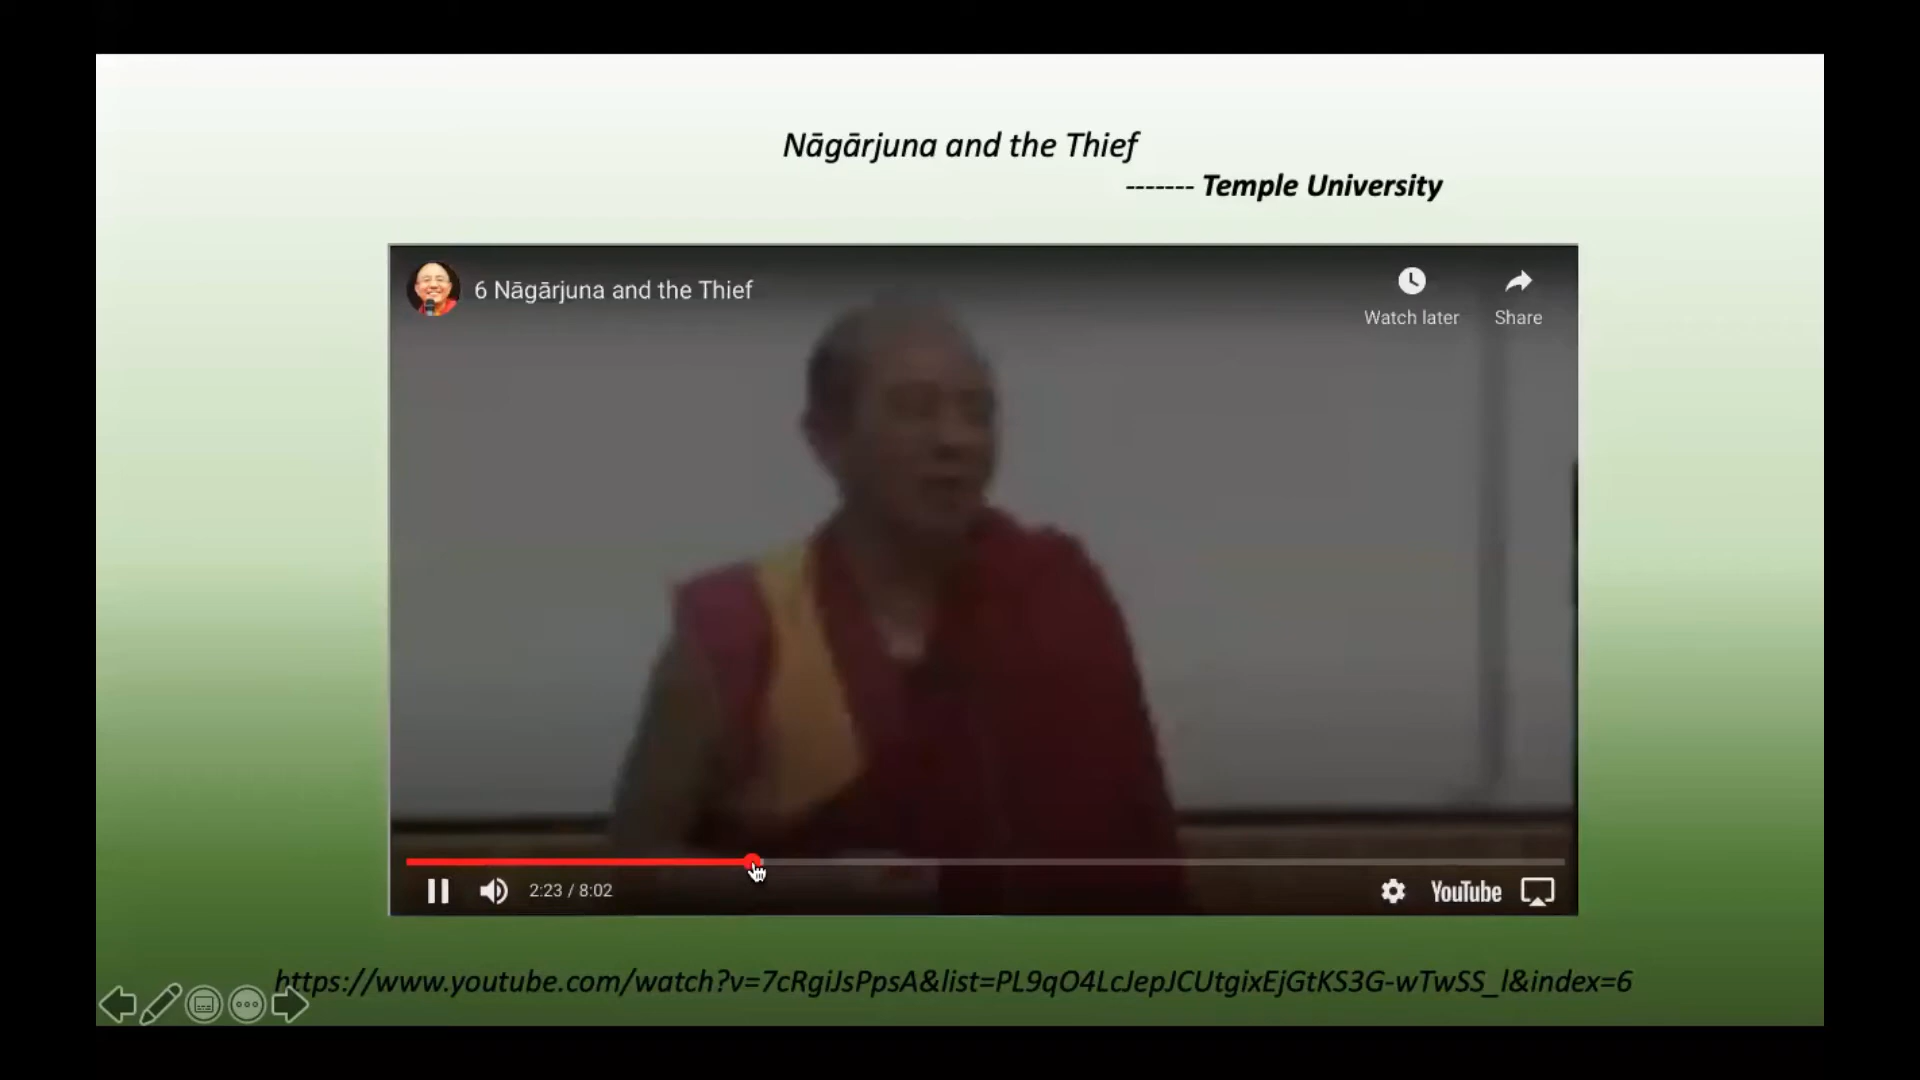 Nāgārjuna and the Thief
------- Temple University
6 Nāgārjuna and the Thief
Watch later
Share
2:23 / 8:02
YouTube
https://www.youtube.com/watch?v=7cRgiJsPpsA&list=PL9qO4LcJepJCUtgixEjGtKS3G-wTwSS_l&index=6